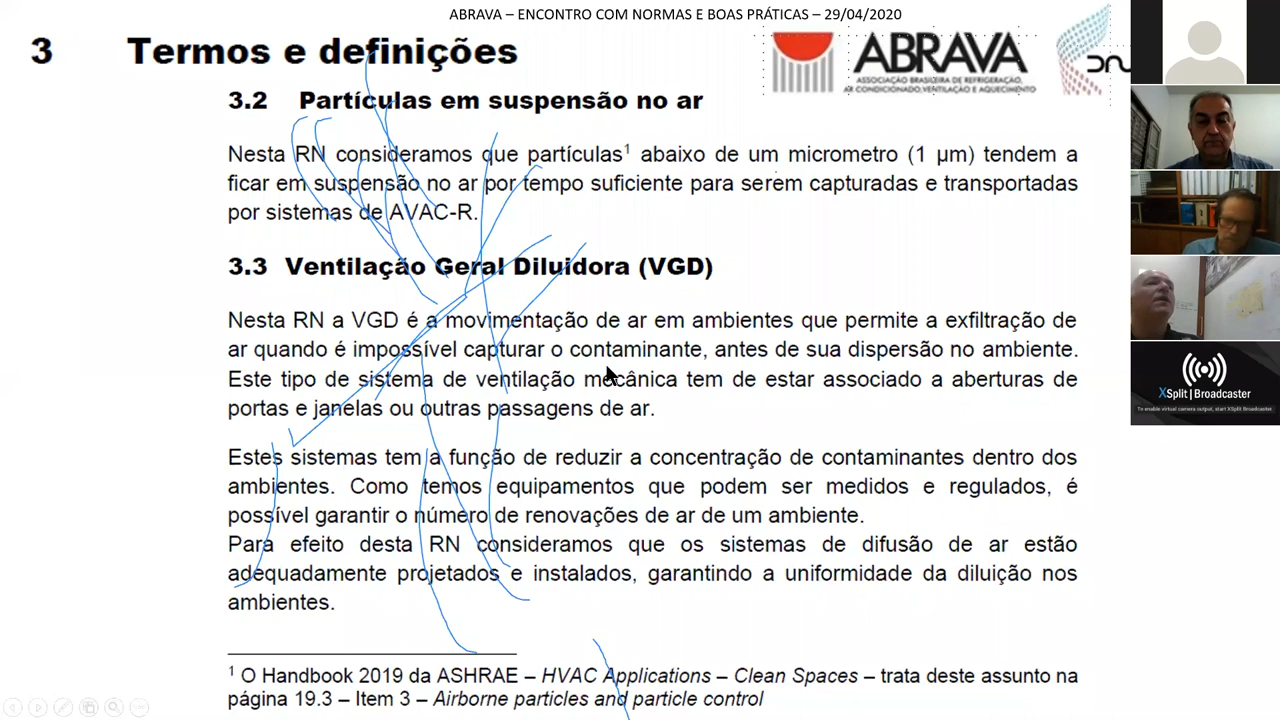 ABRAVA – ENCONTRO COM NORMAS E BOAS PRÁTICAS – 29/04/2020
3 Termos e definições
ABRAVA
ASSOCIAÇÃO BRASILEIRA DE REFRIGERAÇÃO,
AR CONDICIONADO, VENTILAÇÃO E AQUECIMENTO
3.2 Partículas em suspensão no ar
Nesta RN consideramos que partículas¹ abaixo de um micrometro (1 µm) tendem a
ficar em suspensão no ar por tempo suficiente para serem capturadas e transportadas
por sistemas de AVAC-R.
3.3 Ventilação Geral Diluidora (VGD)
Nesta RN a VGD é a movimentação de ar em ambientes que permite a exfiltração de
ar quando é impossível capturar o contaminante, antes de sua dispersão no ambiente.
Este tipo de sistema de ventilação mecânica tem de estar associado a aberturas de
portas e janelas ou outras passagens de ar.
Estes sistemas tem a função de reduzir a concentração de contaminantes dentro dos
ambientes. Como temos equipamentos que podem ser medidos e regulados, é
possível garantir o número de renovações de ar de um ambiente.
Para efeito desta RN consideramos que os sistemas de difusão de ar estão
adequadamente projetados e instalados, garantindo a uniformidade da diluição nos
ambientes.
¹ O Handbook 2019 da ASHRAE – HVAC Applications – Clean Spaces – trata deste assunto na
página 19.3 – Item 3 – Airborne particles and particle control
XSplit | Broadcaster
To enable virtual camera output, start XSplit Broadcaster